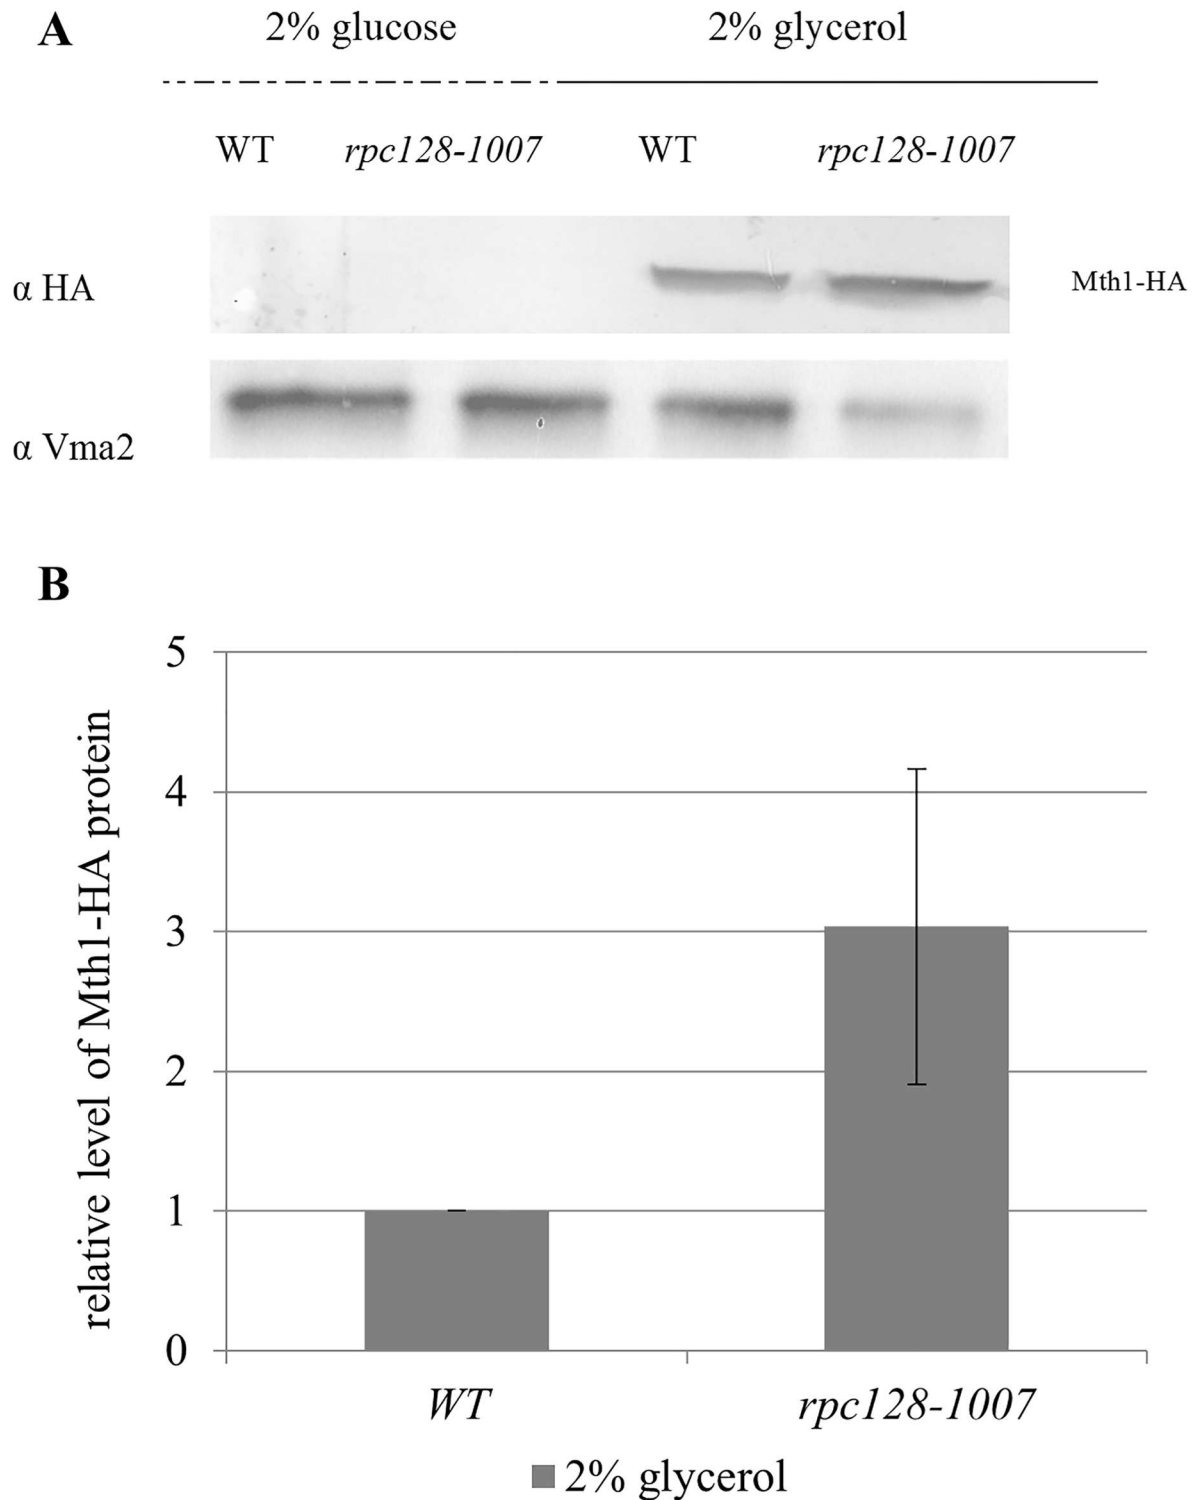 A
2% glucose 2% glycerol
WT rpc128-1007 WT rpc128-1007
α HA Mth1-HA
α Vma2
B
5
4
3
2
1
0
relative level of Mth1-HA protein
WT rpc128-1007
2% glycerol